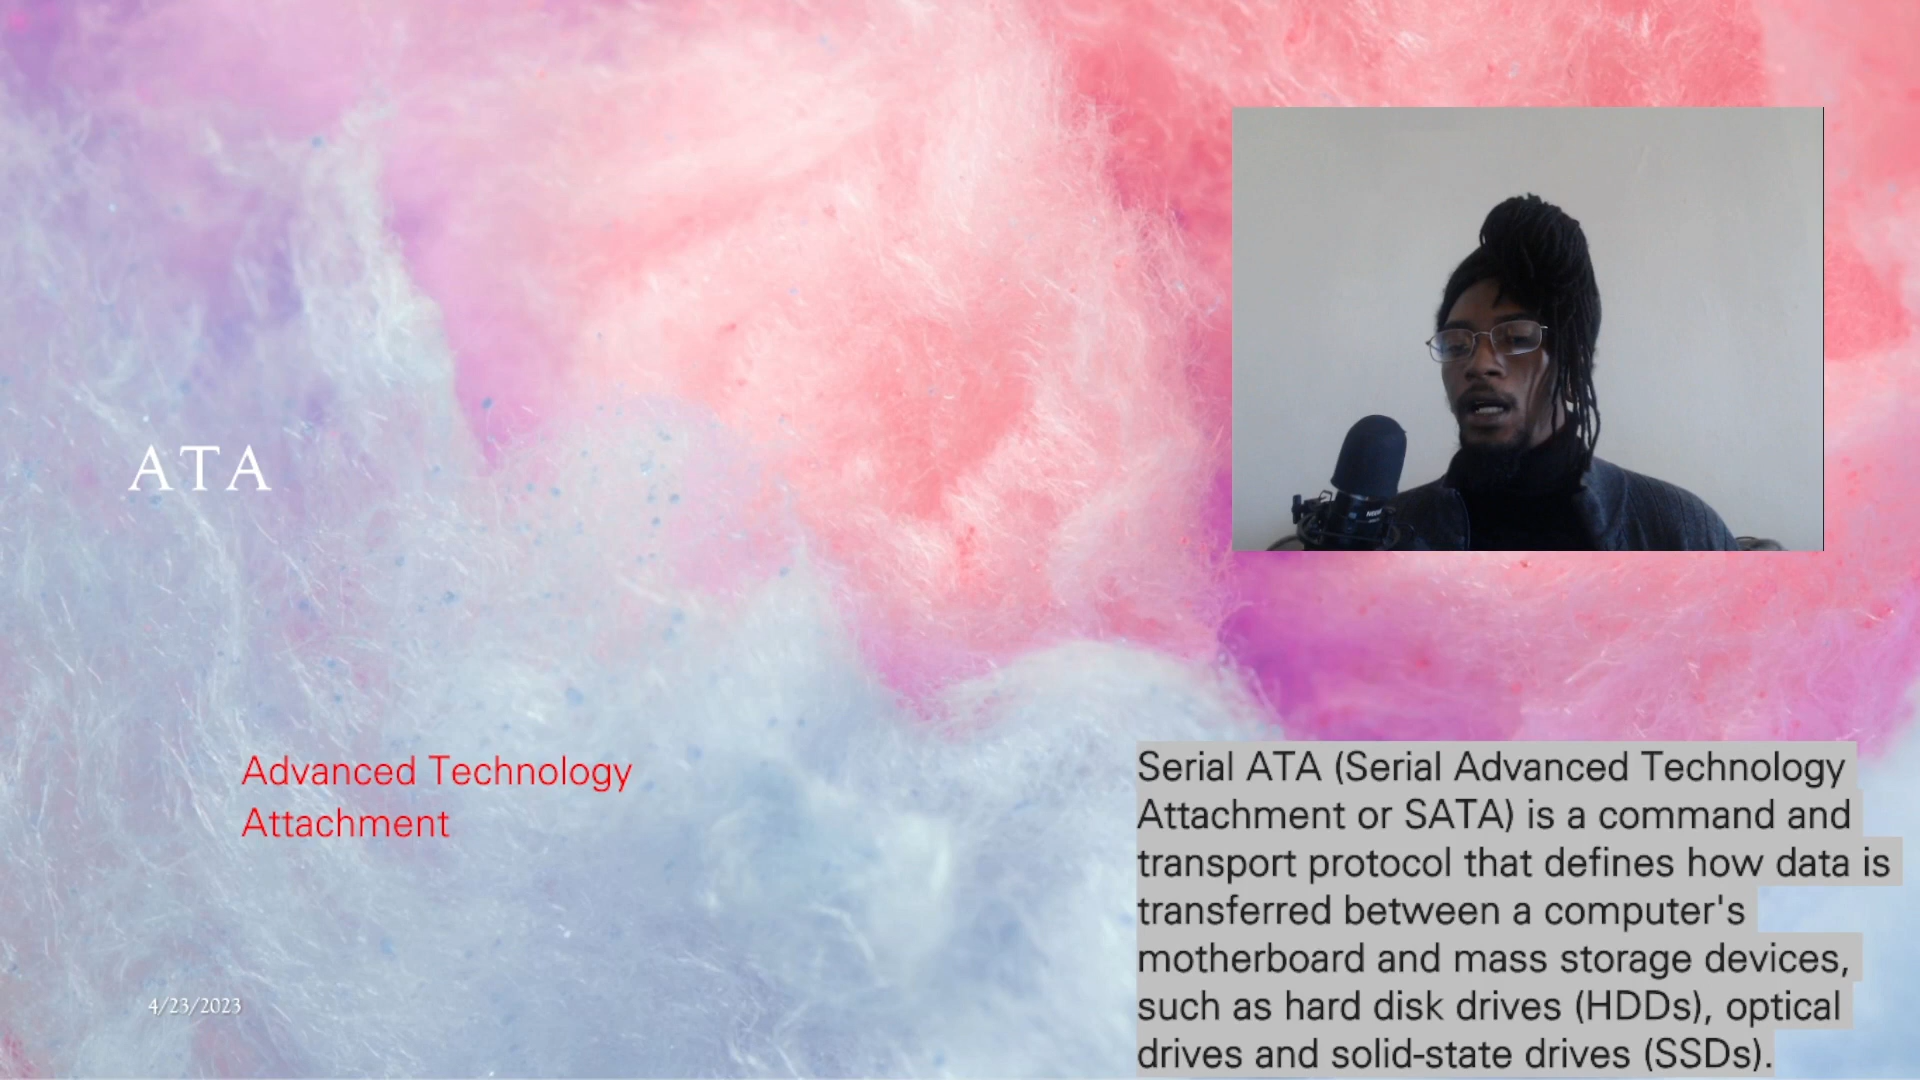 ATA
Advanced Technology
Attachment
4/23/2023
Serial ATA (Serial Advanced Technology
Attachment or SATA) is a command and
transport protocol that defines how data is
transferred between a computer's
motherboard and mass storage devices,
such as hard disk drives (HDDs), optical
drives and solid-state drives (SSDs).